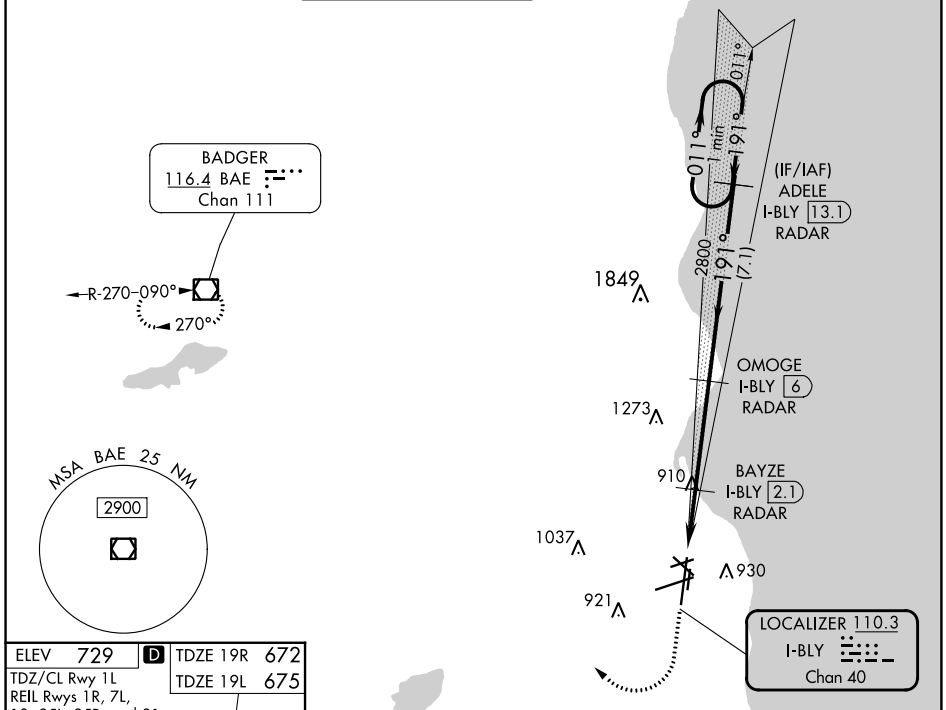 BADGER
116.4 BAE
Chan 111
R-270-090°
270°
MSA BAE 25 NM
2900
011°
011°
1 min
191°
(IF/IAF)
ADELE
I-BLY 13.1
RADAR
2800
191°
(7.1)
1849
OMOGE
I-BLY 6
RADAR
1273
910
BAYZE
I-BLY 2.1
RADAR
1037
930
921
LOCALIZER 110.3
I-BLY
Chan 40
ELEV 729 D TDZE 19R 672
TDZE 19L 675
TDZ/CL Rwy 1L
REIL Rwys 1R, 7L,